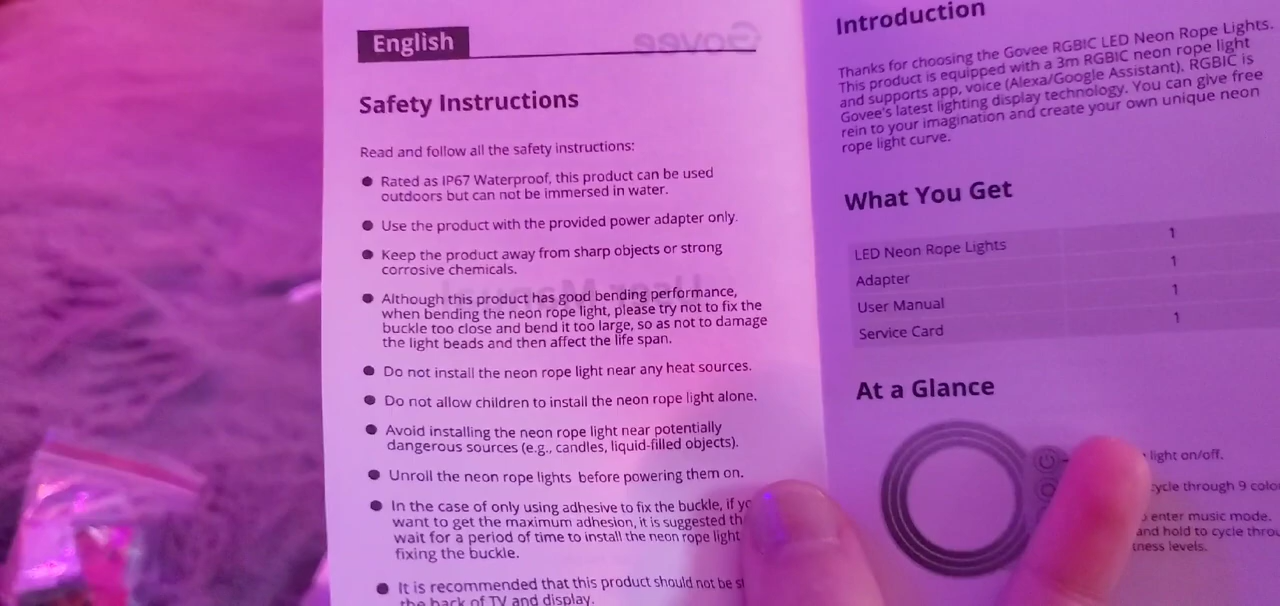 English
Safety Instructions
Read and follow all the safety instructions:
● Rated as IP67 Waterproof, this product can be used
outdoors but can not be immersed in water.
● Use the product with the provided power adapter only.
● Keep the product away from sharp objects or strong
corrosive chemicals.
● Although this product has good bending performance,
when bending the neon rope light, please try not to fix the
buckle too close and bend it too large, so as not to damage
the light beads and then affect the life span.
● Do not install the neon rope light near any heat sources.
● Do not allow children to install the neon rope light alone.
● Avoid installing the neon rope light near potentially
dangerous sources (e.g., candles, liquid-filled objects).
● Unroll the neon rope lights before powering them on.
● In the case of only using adhesive to fix the buckle, if
want to get the maximum adhesion, it is suggested
wait for a period of time to install the neon rope light
fixing the buckle.
● It is recommended that this product should not be
the back of TV and display.
Introduction
Thanks for choosing the Govee RGBIC LED Neon Rope Lights.
This product is equipped with a 3m RGBIC neon rope light
and supports app, voice (Alexa/Google Assistant). RGBIC is
Govee's latest lighting display technology. You can give free
rein to your imagination and create your own unique neon
rope light curve.
What You Get
LED Neon Rope Lights 1
Adapter 1
User Manual 1
Service Card 1
At a Glance
light on/off.
cycle through 9
enter music mode.
and hold to cycle
levels.